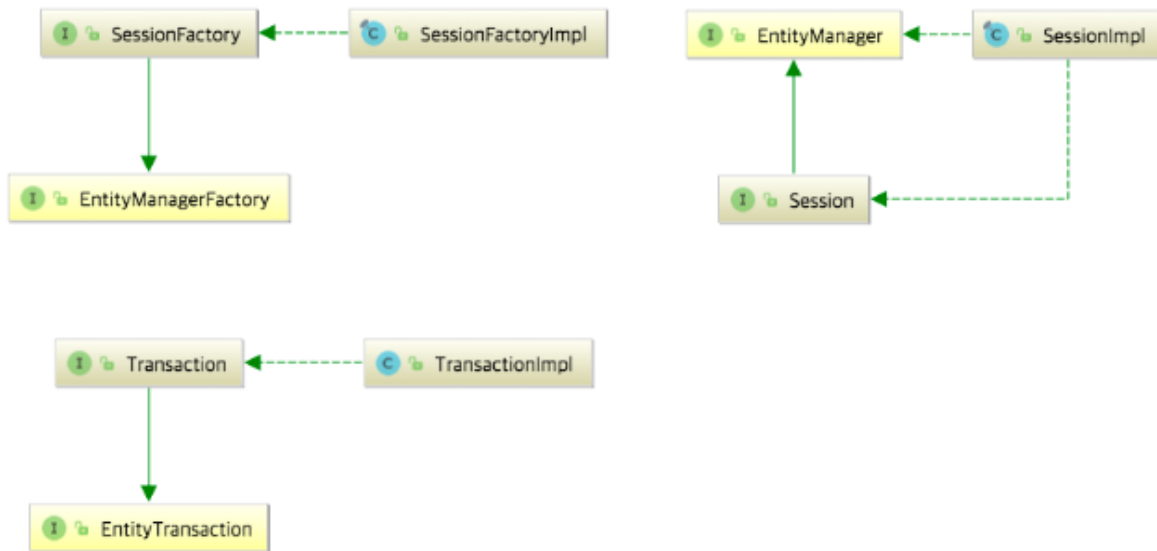 I SessionFactory
C SessionFactoryImpl
I EntityManager
C SessionImpl
I EntityManagerFactory
I Session
I Transaction
C TransactionImpl
I EntityTransaction